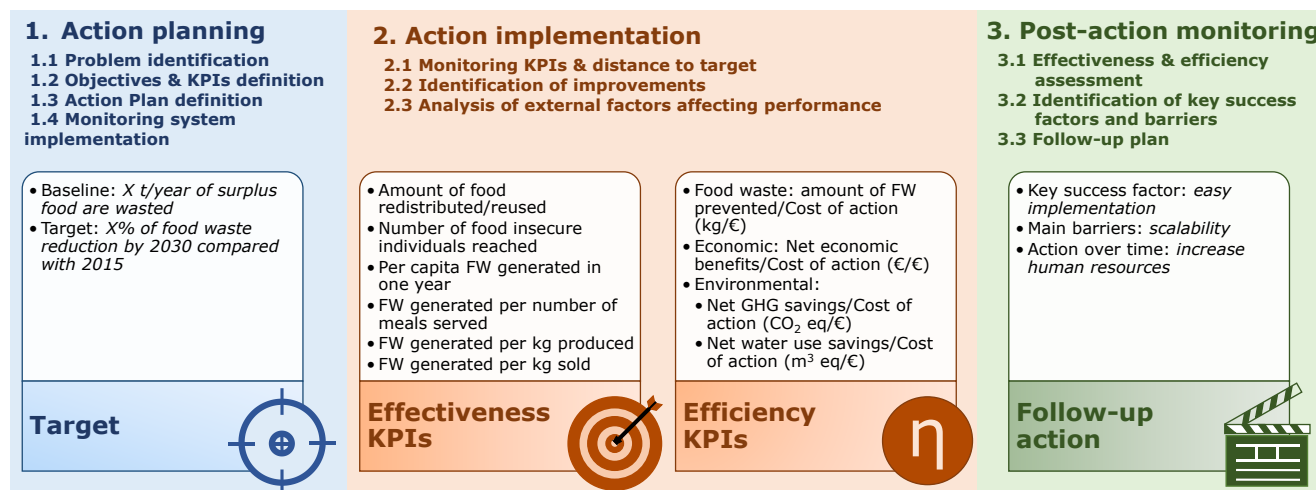 1. Action planning
1.1 Problem identification
1.2 Objectives & KPIs definition
1.3 Action Plan definition
1.4 Monitoring system
implementation
• Baseline: X t/year of surplus
food are wasted
• Target: X% of food waste
reduction by 2030 compared
with 2015
Target
2. Action implementation
2.1 Monitoring KPIs & distance to target
2.2 Identification of improvements
2.3 Analysis of external factors affecting performance
• Amount of food
redistributed/reused
• Number of food insecure
individuals reached
• Per capita FW generated in
one year
• FW generated per number of
meals served
• FW generated per kg produced
• FW generated per kg sold
Effectiveness
KPIs
• Food waste: amount of FW
prevented/Cost of action
(kg/€)
• Economic: Net economic
benefits/Cost of action (€/€)
• Environmental:
• Net GHG savings/Cost of
action (CO₂ eq/€)
• Net water use savings/Cost
of action (m³ eq/€)
Efficiency
KPIs
η
3. Post-action monitoring
3.1 Effectiveness & efficiency
assessment
3.2 Identification of key success
factors and barriers
3.3 Follow-up plan
• Key success factor: easy
implementation
• Main barriers: scalability
• Action over time: increase
human resources
Follow-up
action